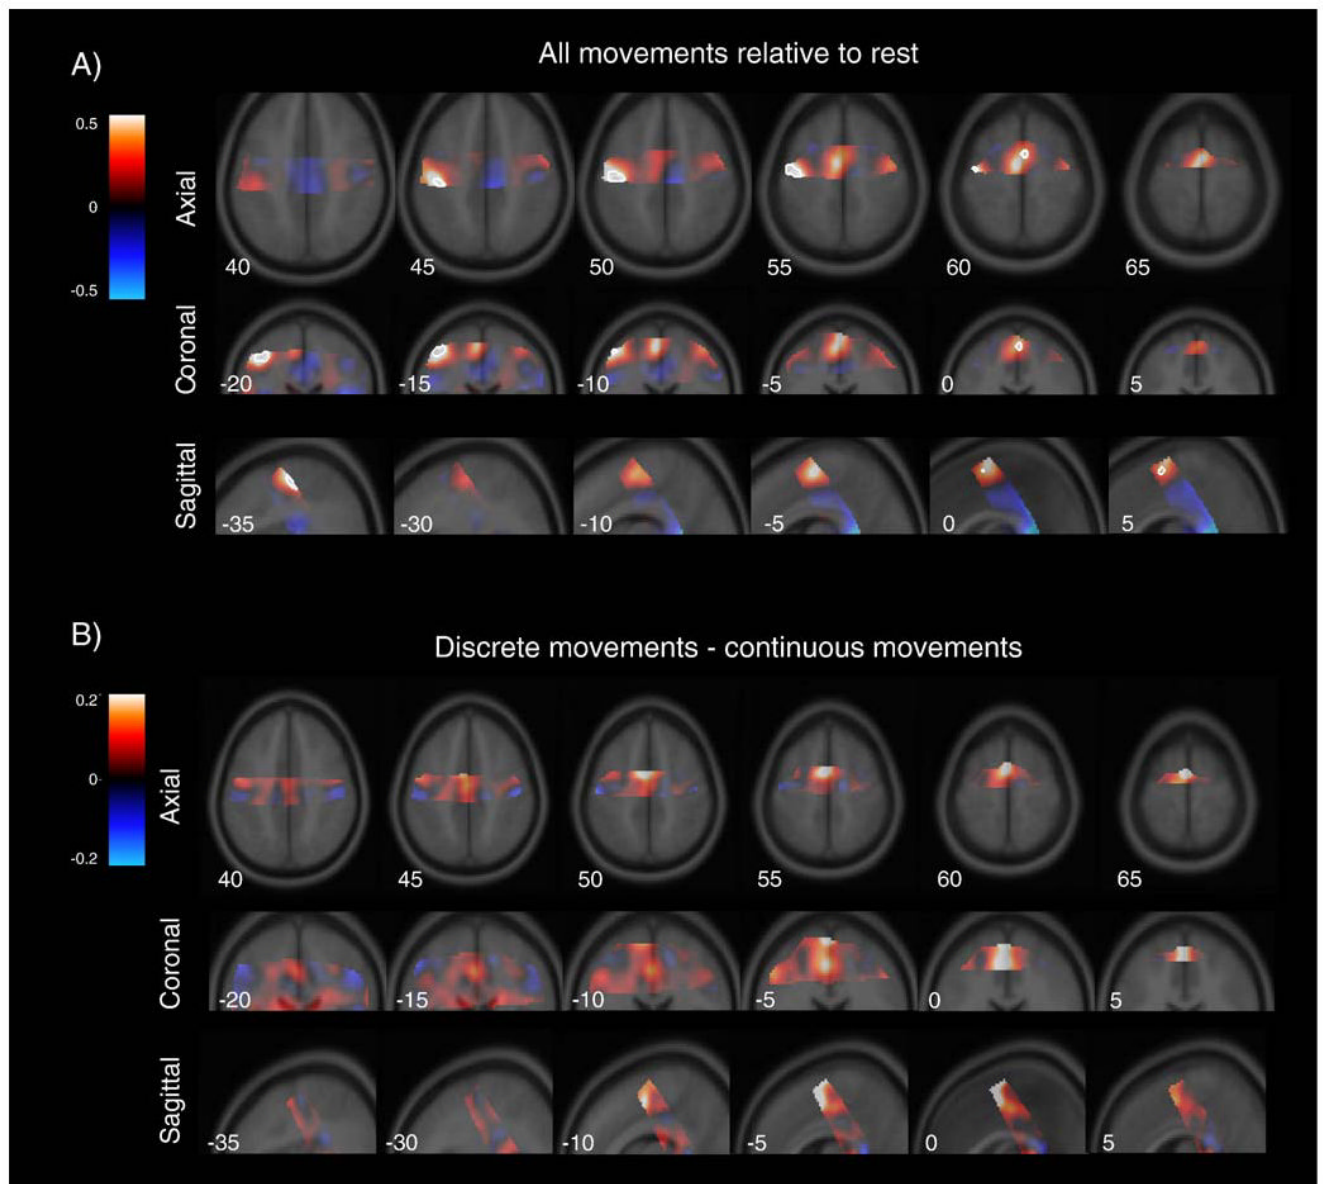 A)
All movements relative to rest
0.5
0
-0.5
Axial
40 45 50 55 60 65
Coronal
-20 -15 -10 -5 0 5
Sagittal
-35 -30 -10 -5 0 5
B)
Discrete movements - continuous movements
0.2
0
-0.2
Axial
40 45 50 55 60 65
Coronal
-20 -15 -10 -5 0 5
Sagittal
-35 -30 -10 -5 0 5